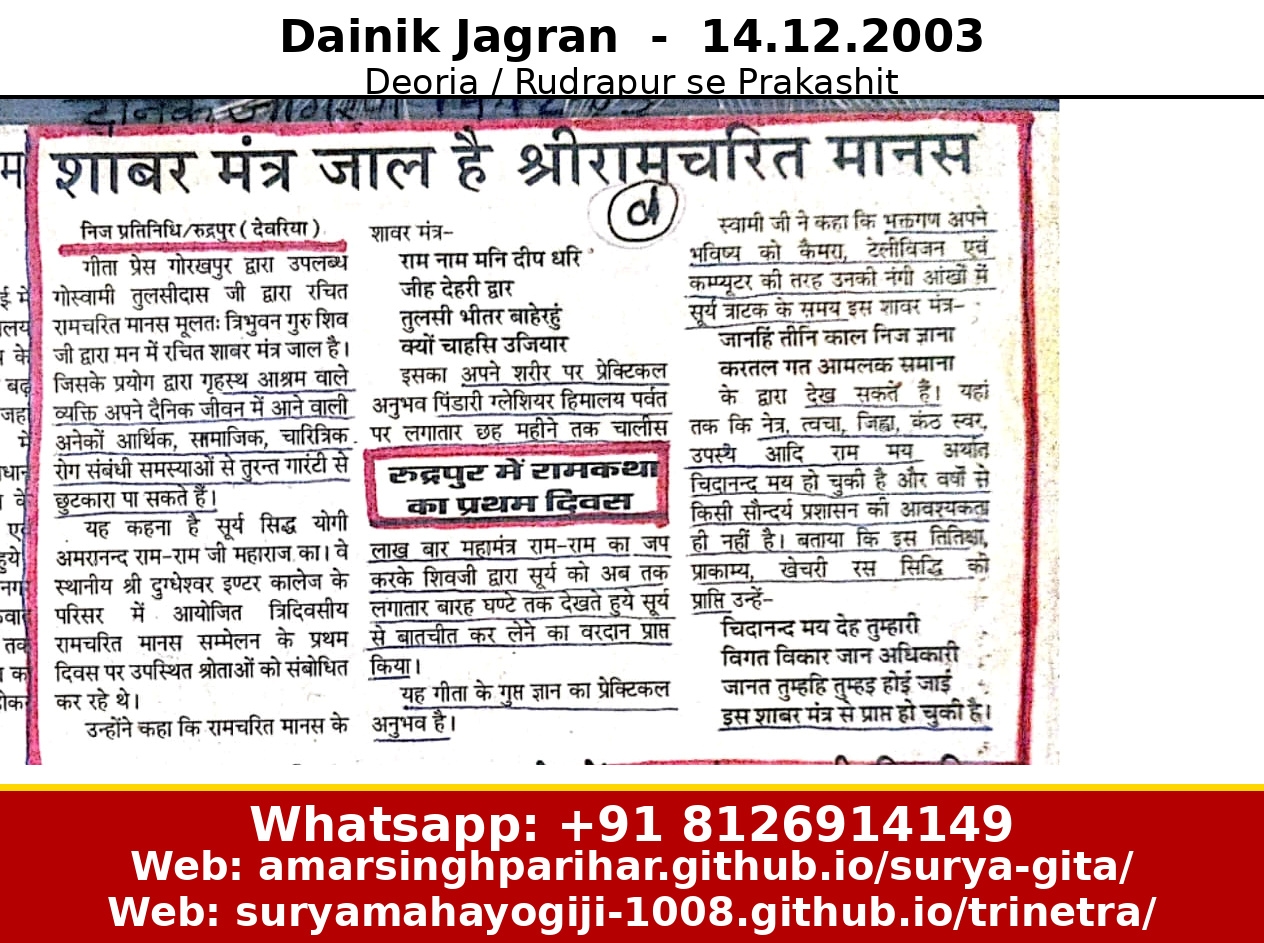 Dainik Jagran - 14.12.2003
Deoria / Rudrapur se Prakashit
शाबर मंत्र जाल है श्रीरामचरित मानस
निज प्रतिनिधि/रुद्रपुर ( देवरिया )
गीता प्रेस गोरखपुर द्वारा उपलब्ध
गोस्वामी तुलसीदास जी द्वारा रचित
रामचरित मानस मूलतः त्रिभुवन गुरु शिव
जी द्वारा मन में रचित शाबर मंत्र जाल है।
जिसके प्रयोग द्वारा गृहस्थ आश्रम वाले
व्यक्ति अपने दैनिक जीवन में आने वाली
अनेकों आर्थिक, सामाजिक, चारित्रिक
रोग संबंधी समस्याओं से तुरन्त गारंटी से
छुटकारा पा सकते हैं।
यह कहना है सूर्य सिद्ध योगी
अमरानन्द राम-राम जी महाराज का। वे
स्थानीय श्री दुग्धेश्वर इण्टर कालेज के
परिसर में आयोजित त्रिदिवसीय
रामचरित मानस सम्मेलन के प्रथम
दिवस पर उपस्थित श्रोताओं को संबोधित
कर रहे थे।
उन्होंने कहा कि रामचरित मानस के
शावर मंत्र-
राम नाम मनि दीप धरि
जीह देहरी द्वार
तुलसी भीतर बाहेरहुं
क्यों चाहसि उजियार
इसका अपने शरीर पर प्रेक्टिकल
अनुभव पिंडारी ग्लेशियर हिमालय पर्वत
पर लगातार छह महीने तक चालीस
रुद्रपुर में रामकथा
का प्रथम दिवस
लाख बार महामंत्र राम-राम का जप
करके शिवजी द्वारा सूर्य को अब तक
लगातार बारह घण्टे तक देखते हुये सूर्य
से बातचीत कर लेने का वरदान प्राप्त
किया।
यह गीता के गुप्त ज्ञान का प्रेक्टिकल
अनुभव है।
स्वामी जी ने कहा कि भक्तगण अपने
भविष्य को कैमरा, टेलीविजन एवं
कम्प्यूटर की तरह उनकी नंगी आंखों में
सूर्य त्राटक के समय इस शावर मंत्र-
जानहिं तीनि काल निज ज्ञाना
करतल गत आमलक समाना
के द्वारा देख सकते हैं। यहां
तक कि नेत्र, त्वचा, जिह्वा, कंठ स्वर,
उपस्थ आदि राम मय अर्थात
चिदानन्द मय हो चुकी है और वर्षों से
किसी सौन्दर्य प्रशासन की आवश्यकता
ही नहीं है। बताया कि इस तितिक्षा,
प्राकाम्य, खेचरी रस सिद्धि की
प्राप्ति उन्हें-
चिदानन्द मय देह तुम्हारी
विगत विकार जान अधिकारी
जानत तुम्हहि तुम्हइ होई जाई
इस शाबर मंत्र से प्राप्त हो चुकी है।
Whatsapp: +91 8126914149
Web: amarsinghparihar.github.io/surya-gita/
Web: suryamahayogiji-1008.github.io/trinetra/